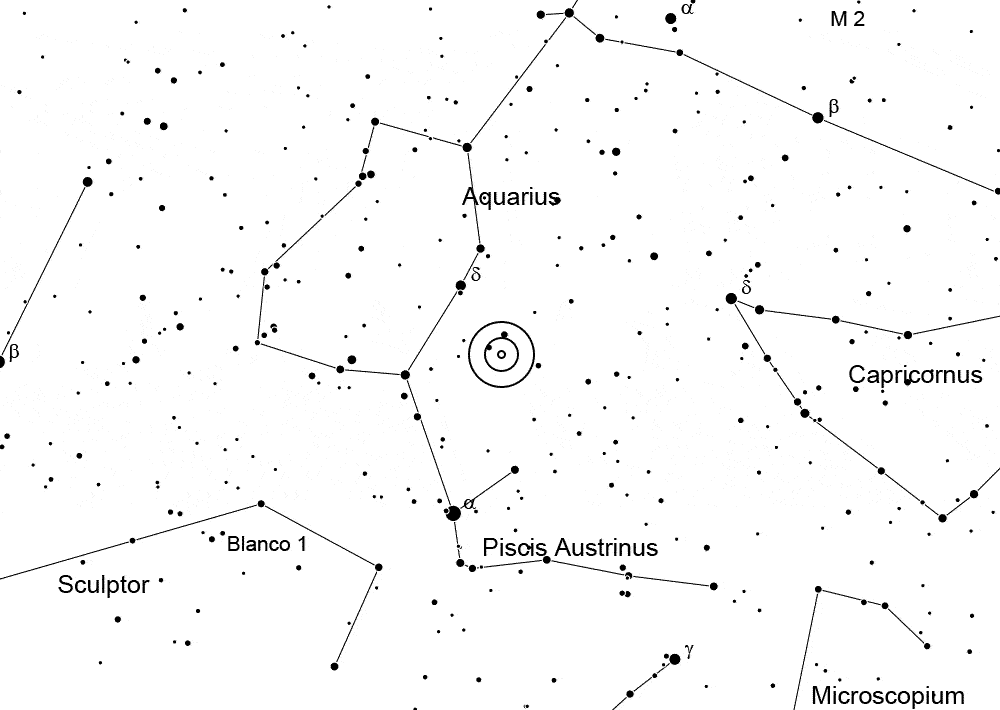 α
M 2
β
Aquarius
δ
δ
β
Capricornus
α
Blanco 1
Piscis Austrinus
Sculptor
γ
Microscopium